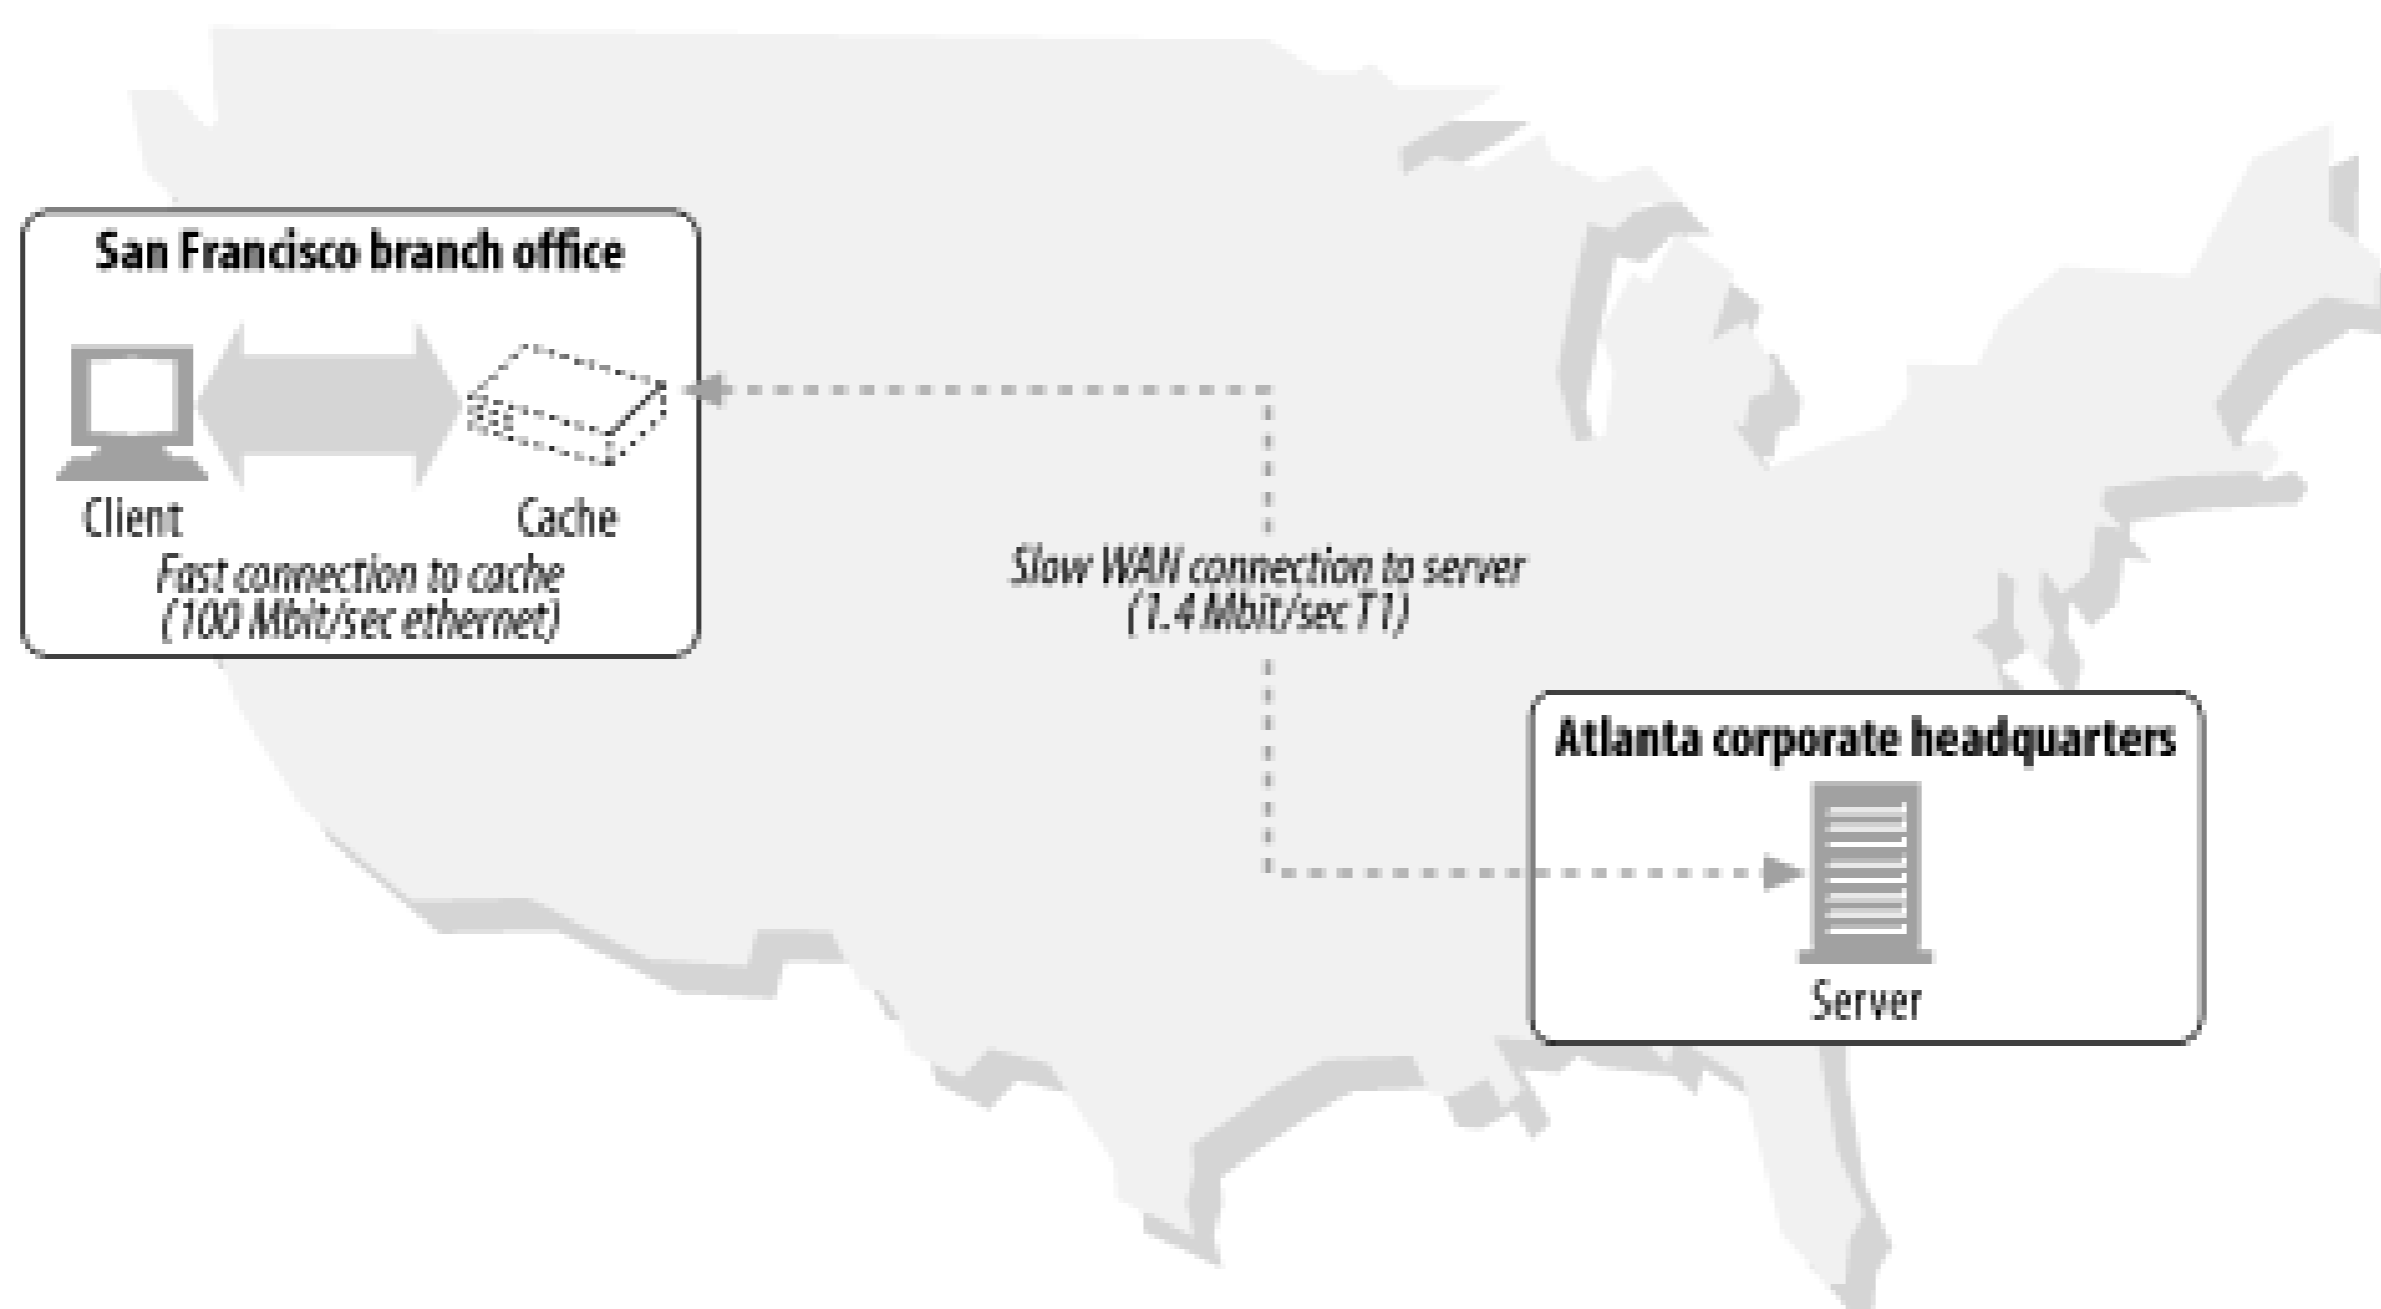 San Francisco branch office
Client
Cache
Fast connection to cache
(100 Mbit/sec ethernet)
Slow WAN connection to server
(1.4 Mbit/sec T1)
Atlanta corporate headquarters
Server